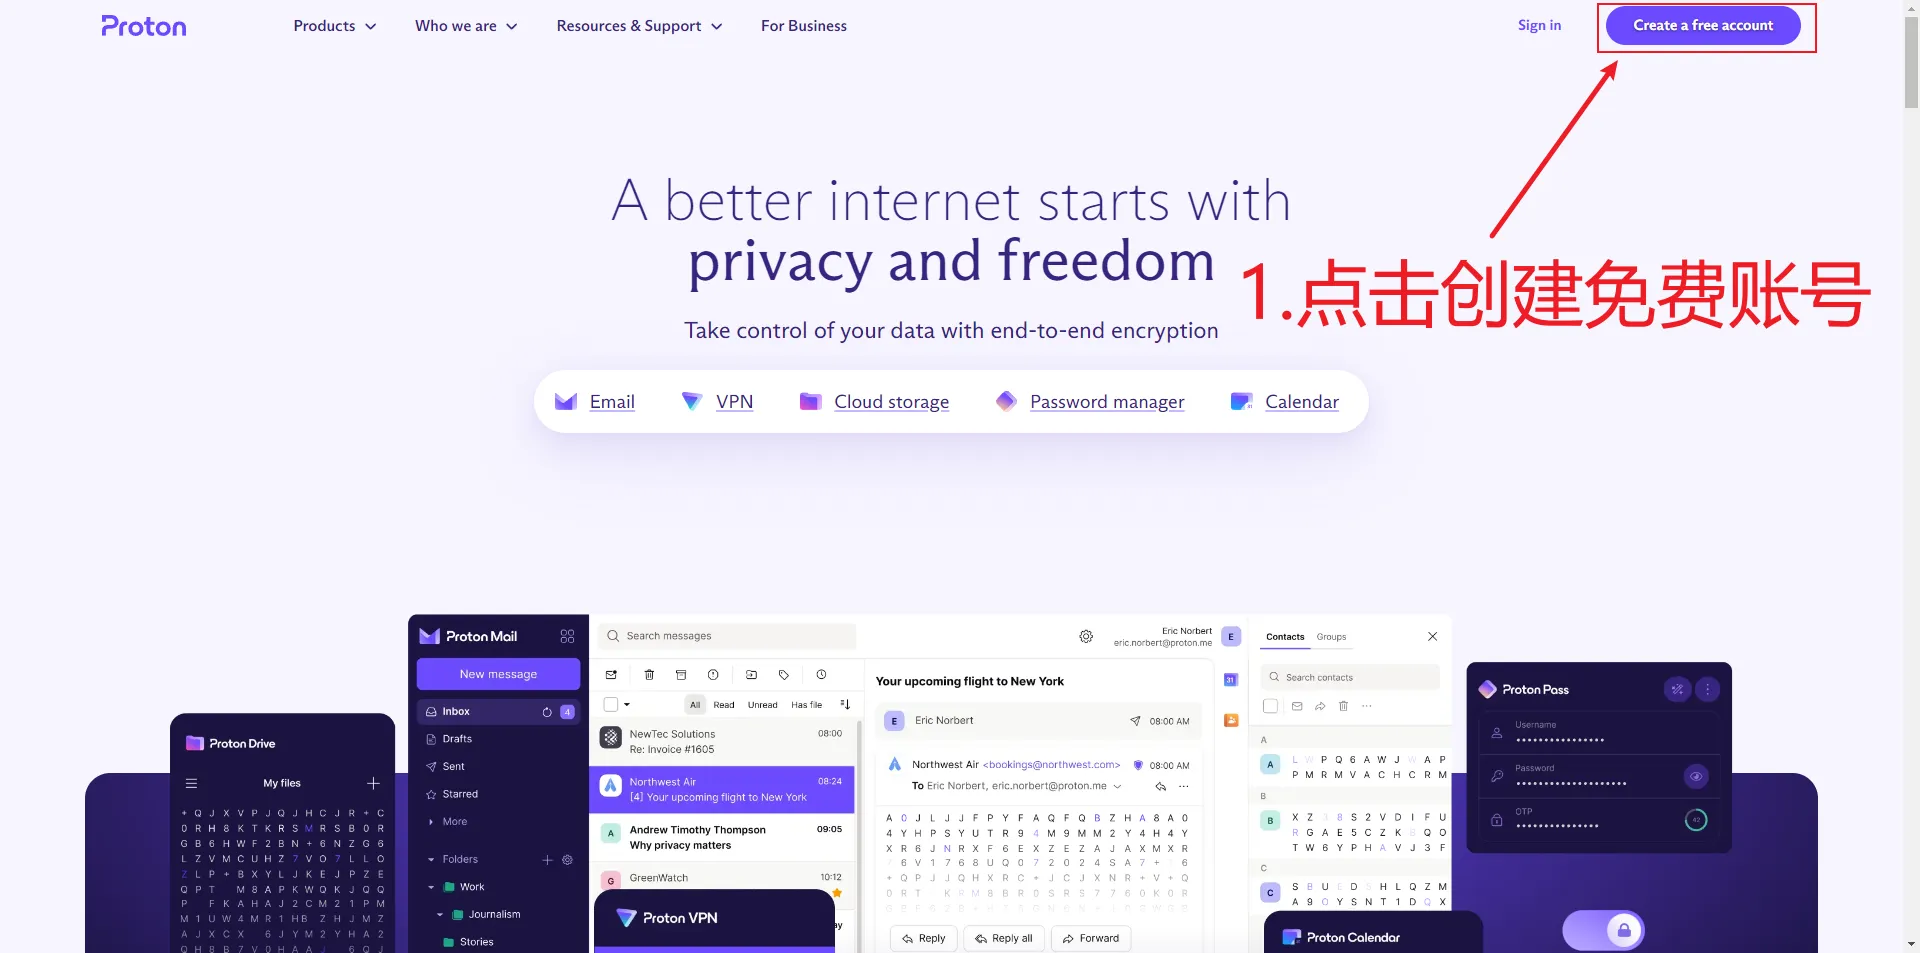 Proton
Products
Who we are
Resources & Support
For Business
Sign in
Create a free account
A better internet starts with
privacy and freedom
1.点击创建免费账号
Take control of your data with end-to-end encryption
Email
VPN
Cloud storage
Password manager
Calendar
Proton Drive
My files
Proton Mail
New message
Inbox
4
Drafts
Sent
Starred
More
Folders
Work
Journalism
Stories
Search messages
Eric Norbert
eric.norbert@proton.me
E
All
Read
Unread
Has file
NewTec Solutions
08:00
Re: Invoice #1605
Northwest Air
08:24
[4] Your upcoming flight to New York
A
Andrew Timothy Thompson
09:05
Why privacy matters
G
GreenWatch
10:12
Proton VPN
Your upcoming flight to New York
E
Eric Norbert
08:00 AM
Northwest Air <bookings@northwest.com>
08:00 AM
To Eric Norbert, eric.norbert@proton.me
Reply
Reply all
Forward
31
Contacts
Groups
Search contacts
A
A
B
B
C
C
Proton Calendar
Proton Pass
Username
Password
OTP
42